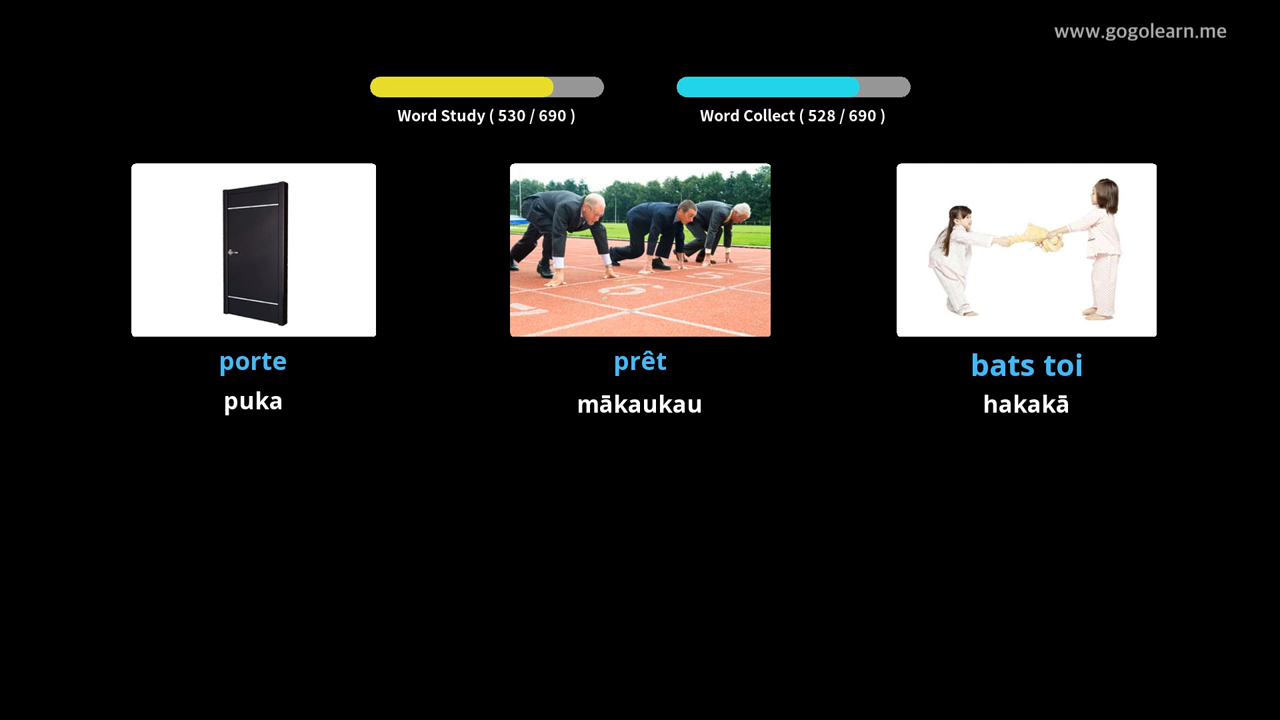 www.gogolearn.me
Word Study ( 530 / 690 )
Word Collect ( 528 / 690 )
porte
prêt
bats toi
puka
mākaukau
hakakā